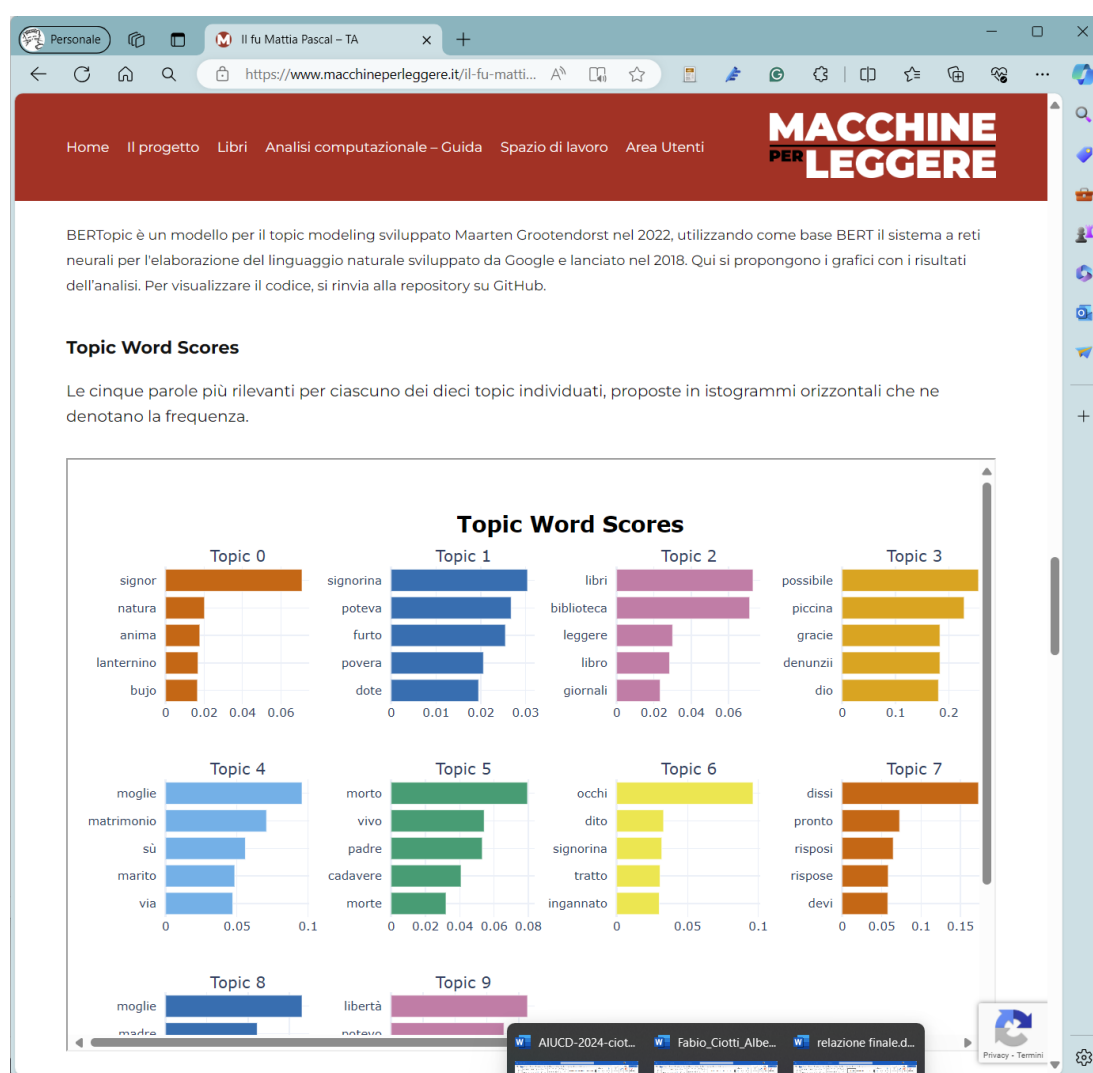 Personale
Il fu Mattia Pascal – TA
https://www.macchineperleggere.it/il-fu-matti...
Home Il progetto Libri Analisi computazionale – Guida Spazio di lavoro Area Utenti
MACCHINE
PER LEGGERE
BERTopic è un modello per il topic modeling sviluppato Maarten Grootendorst nel 2022, utilizzando come base BERT il sistema a reti
neurali per l'elaborazione del linguaggio naturale sviluppato da Google e lanciato nel 2018. Qui si propongono i grafici con i risultati
dell'analisi. Per visualizzare il codice, si rinvia alla repository su GitHub.
Topic Word Scores
Le cinque parole più rilevanti per ciascuno dei dieci topic individuati, proposte in istogrammi orizzontali che ne
denotano la frequenza.
Topic Word Scores
Topic 0 Topic 1 Topic 2 Topic 3
signor signorina libri possibile
natura poteva biblioteca piccina
anima furto leggere gracie
lanternino povera libro denunzii
bujo dote giornali dio
0 0.02 0.04 0.06 0 0.01 0.02 0.03 0 0.02 0.04 0.06 0 0.1 0.2
Topic 4 Topic 5 Topic 6 Topic 7
moglie morto occhi dissi
matrimonio vivo dito pronto
sù padre signorina risposi
marito cadavere tratto rispose
via morte ingannato devi
0 0.05 0.1 0 0.02 0.04 0.06 0.08 0 0.05 0.1 0 0.05 0.1 0.15
Topic 8 Topic 9
moglie libertà
madre potevo
AIUCD-2024-ciot... Fabio_Ciotti_Albe... relazione finale.d...
Privacy - Termini